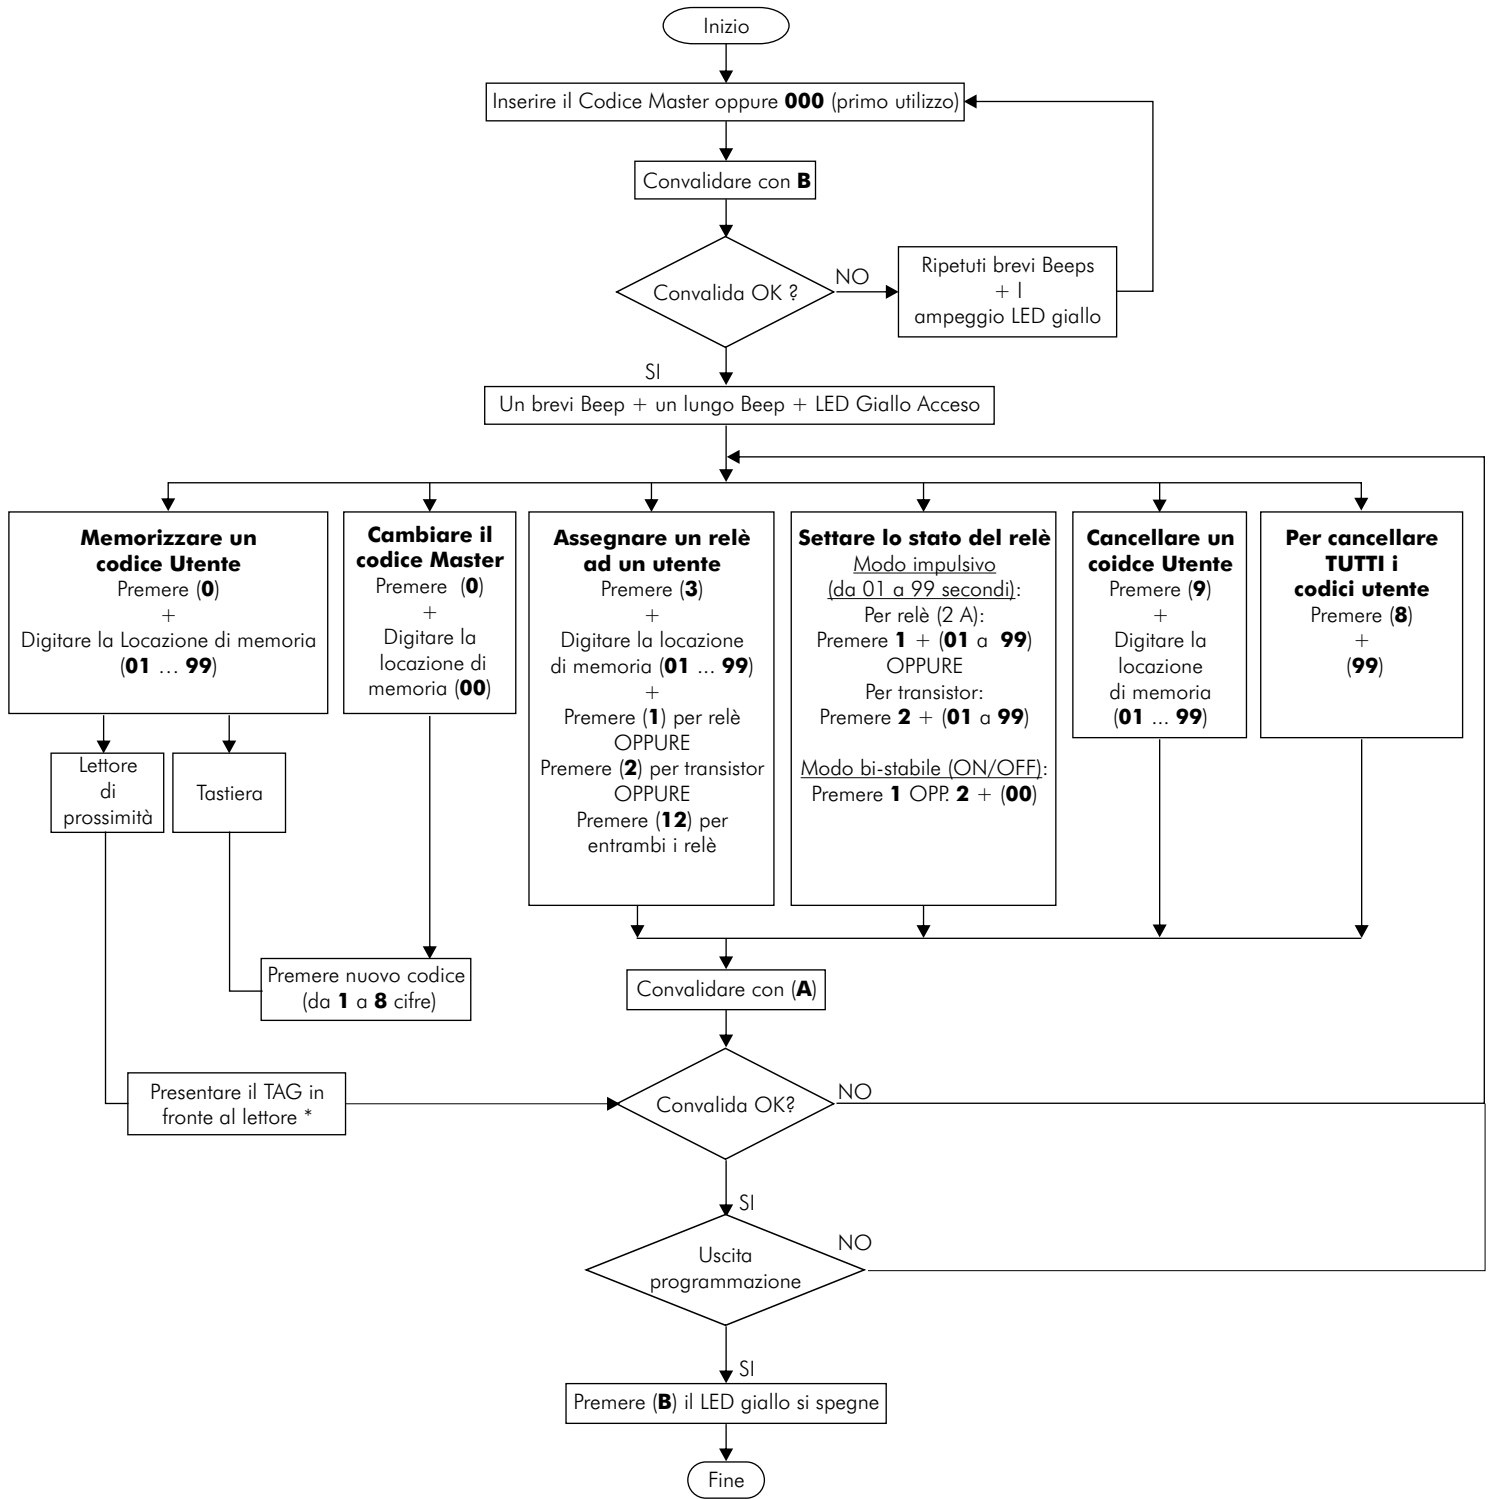 Inizio
Inserire il Codice Master oppure 000 (primo utilizzo)
Convalidare con B
Convalida OK ?
NO
Ripetuti brevi Beeps
+ l
ampeggio LED giallo
SI
Un brevi Beep + un lungo Beep + LED Giallo Acceso
Memorizzare un
codice Utente
Premere (0)
+
Digitare la Locazione di memoria
(01 ... 99)
Cambiare il
codice Master
Premere (0)
+
Digitare la
locazione di
memoria (00)
Assegnare un relè
ad un utente
Premere (3)
+
Digitare la locazione
di memoria (01 ... 99)
+
Premere (1) per relè
OPPURE
Premere (2) per transistor
OPPURE
Premere (12) per
entrambi i relè
Settare lo stato del relè
Modo impulsivo
(da 01 a 99 secondi):
Per relè (2 A):
Premere 1 + (01 a 99)
OPPURE
Per transistor:
Premere 2 + (01 a 99)
Modo bi-stabile (ON/OFF):
Premere 1 OPP. 2 + (00)
Cancellare un
coidce Utente
Premere (9)
+
Digitare la
locazione
di memoria
(01 ... 99)
Per cancellare
TUTTI i
codici utente
Premere (8)
+
(99)
Lettore
di
prossimità
Tastiera
Premere nuovo codice
(da 1 a 8 cifre)
Convalidare con (A)
Presentare il TAG in
fronte al lettore *
Convalida OK?
NO
SI
Uscita
programmazione
NO
SI
Premere (B) il LED giallo si spegne
Fine